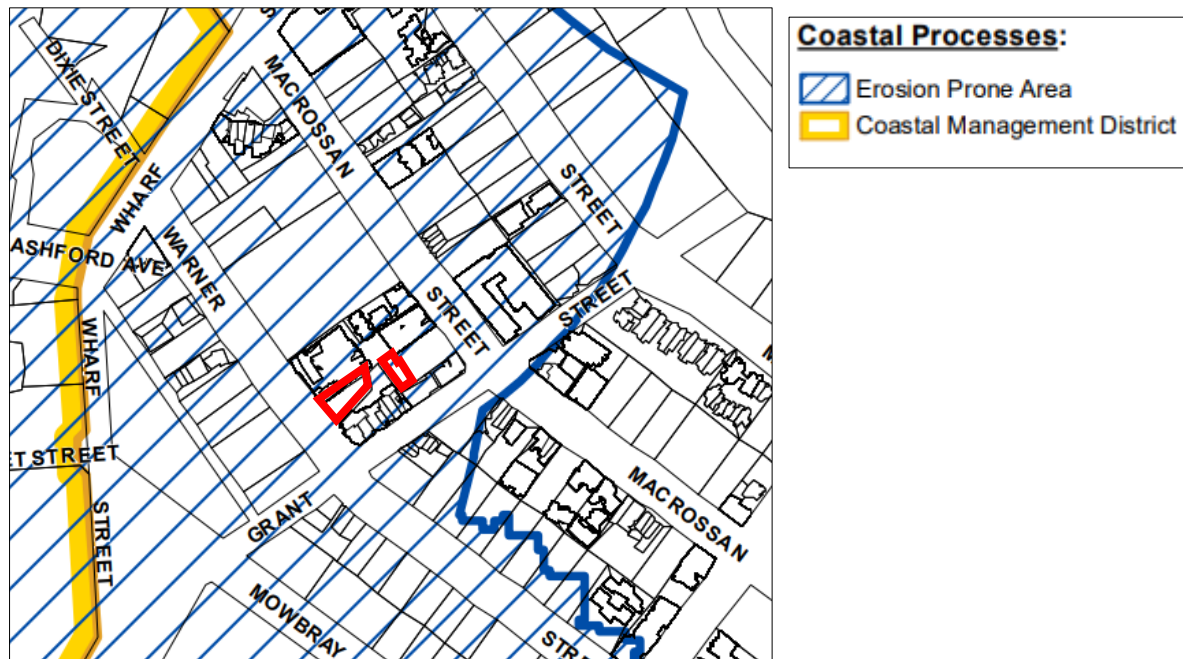 DIXIE STREET
MACROSSAN
STREET
WHARF
ASHFORD AVE
WARNER
STREET
STREET
STREET
WHARF
ET STREET
STREET
GRANT
MACROSSAN
MOWBRAY
STRE
Coastal Processes:
Erosion Prone Area
Coastal Management District